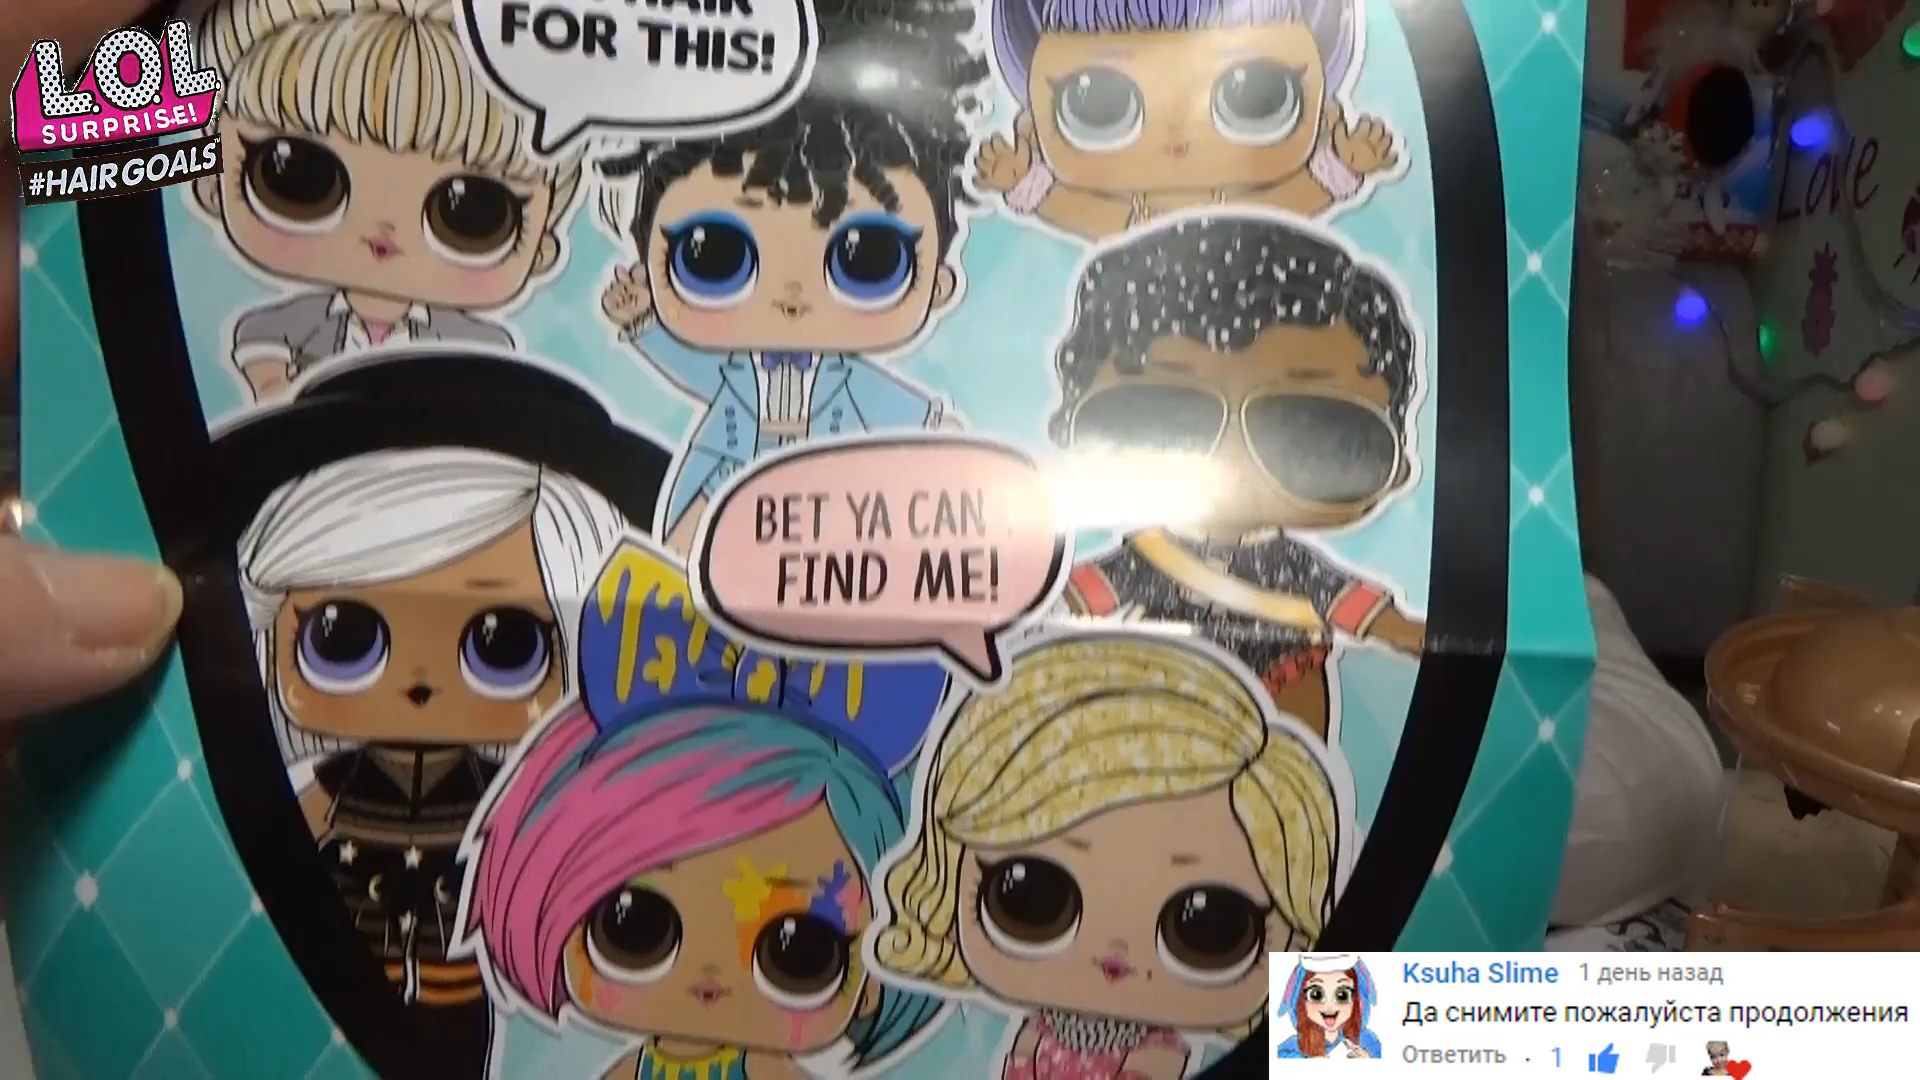 L.O.L.
SURPRISE!
#HAIRGOALS
HAIR
FOR THIS!
BET YA CAN
FIND ME!
Love
Ksuha Slime 1 день назад
Да снимите пожалуйста продолжения
Ответить · 1